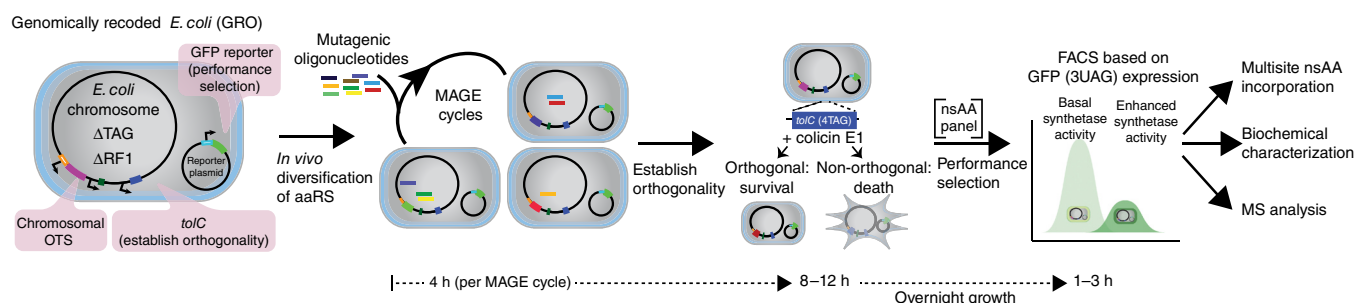 Genomically recoded E. coli (GRO)
GFP reporter
(performance
selection)
E. coli
chromosome
ΔTAG
ΔRF1
Reporter
plasmid
Chromosomal
OTS
tolC
(establish orthogonality)
In vivo
diversification
of aaRS
Mutagenic
oligonucleotides
MAGE
cycles
Establish
orthogonality
tolC (4TAG)
+ colicin E1
Orthogonal:
survival
Non-orthogonal:
death
nsAA
panel
Performance
selection
FACS based on
GFP (3UAG) expression
Basal
synthetase
activity
Enhanced
synthetase
activity
Multisite nsAA
incorporation
Biochemical
characterization
MS analysis
4 h (per MAGE cycle)
8–12 h
Overnight growth
1–3 h